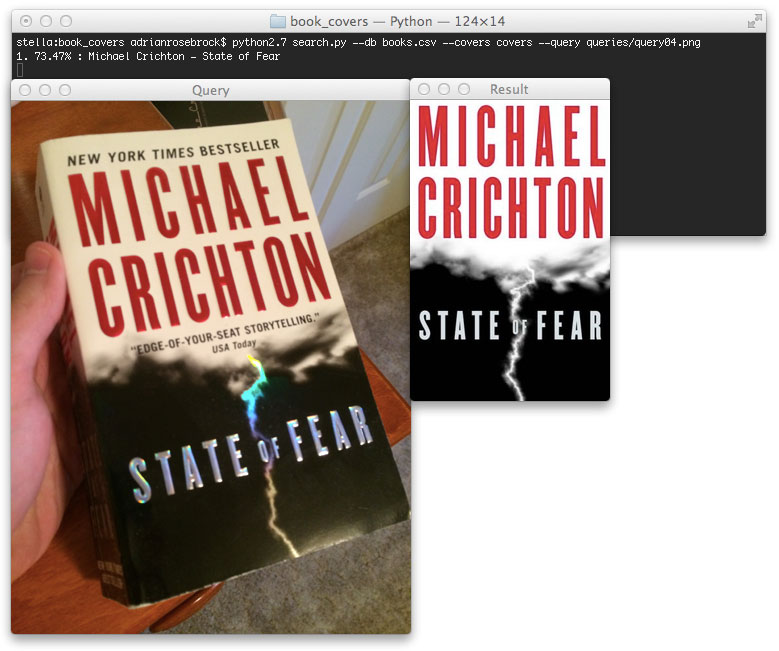 book_covers — Python — 124×14
stella:book_covers adrianrosebrock$ python2.7 search.py --db books.csv --covers covers --query queries/query04.png
1. 73.47% : Michael Crichton - State of Fear
Query
NEW YORK TIMES BESTSELLER
MICHAEL
CRICHTON
"EDGE-OF-YOUR-SEAT STORYTELLING."
USA Today
STATE OF FEAR
Result
MICHAEL
CRICHTON
STATE OF FEAR